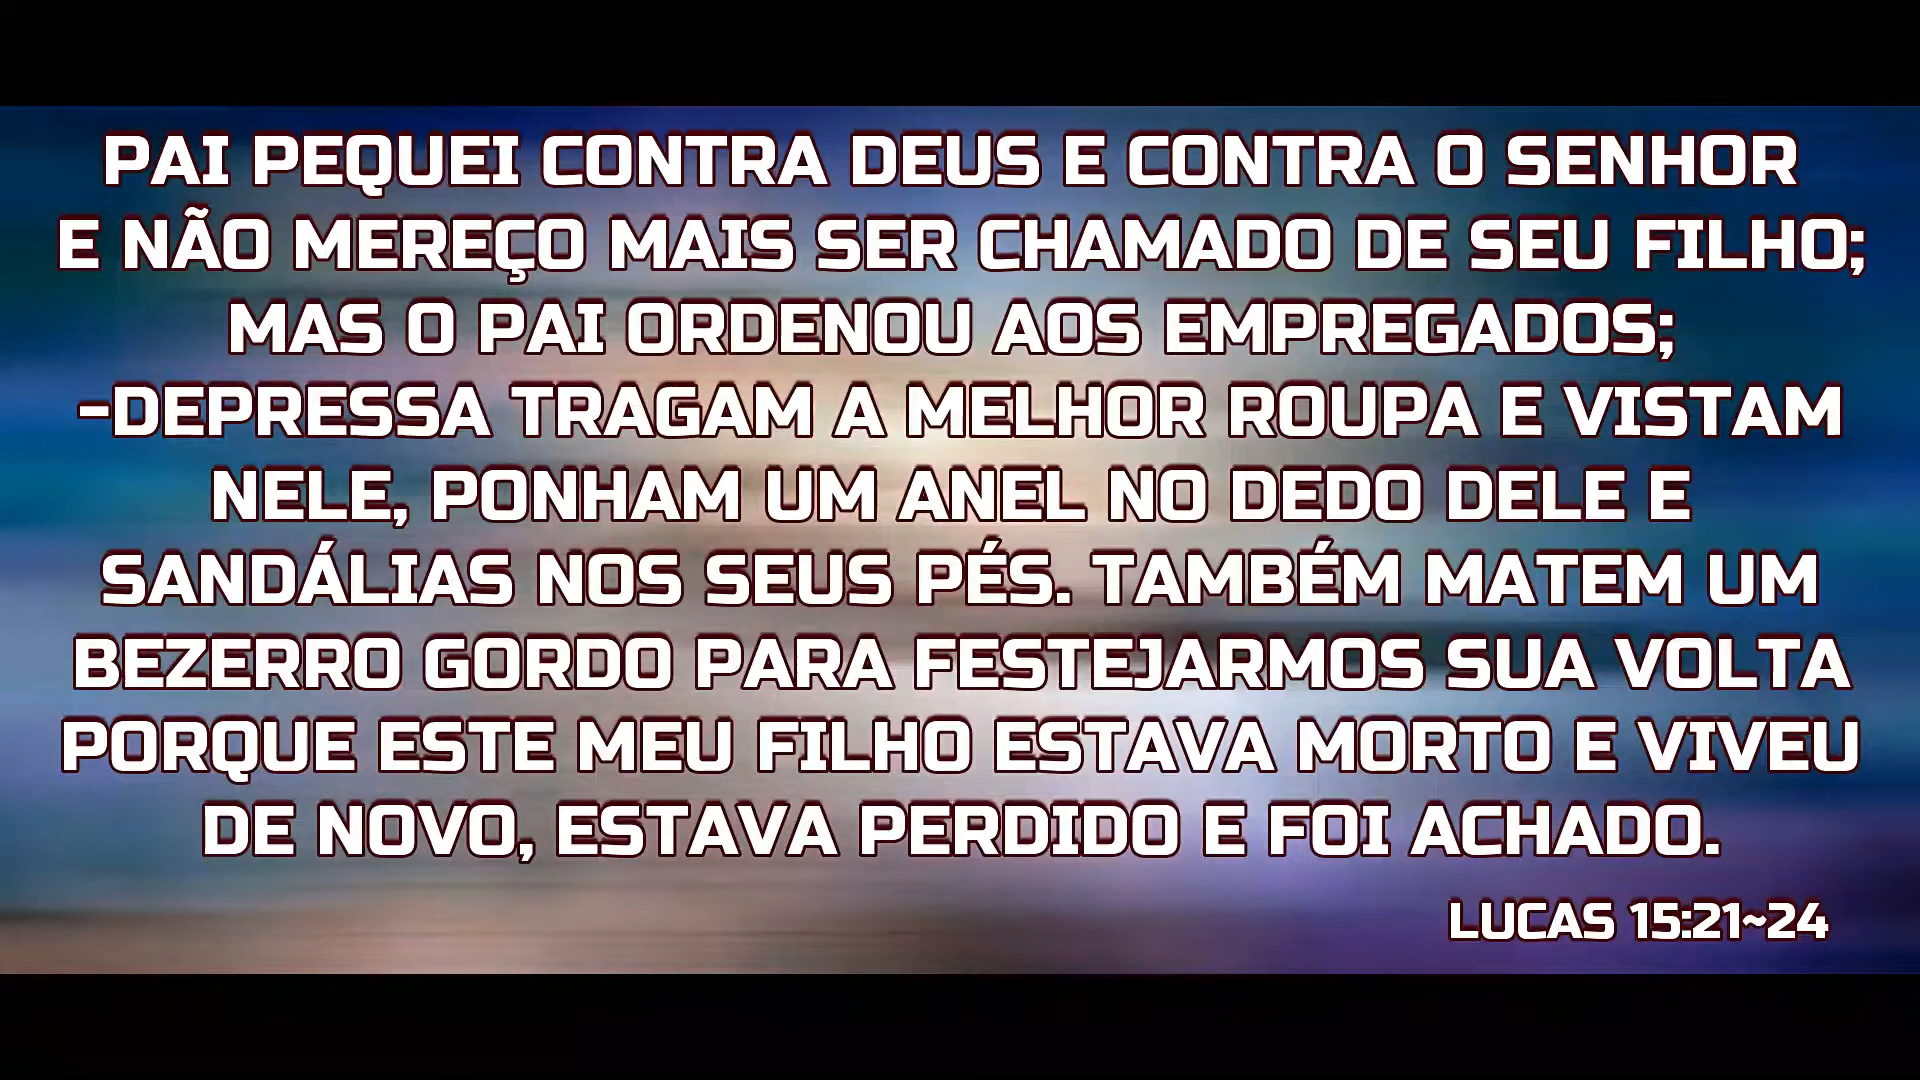 PAI PEQUEI CONTRA DEUS E CONTRA O SENHOR
E NÃO MEREÇO MAIS SER CHAMADO DE SEU FILHO;
MAS O PAI ORDENOU AOS EMPREGADOS;
-DEPRESSA TRAGAM A MELHOR ROUPA E VISTAM
NELE, PONHAM UM ANEL NO DEDO DELE E
SANDÁLIAS NOS SEUS PÉS. TAMBÉM MATEM UM
BEZERRO GORDO PARA FESTEJARMOS SUA VOLTA
PORQUE ESTE MEU FILHO ESTAVA MORTO E VIVEU
DE NOVO, ESTAVA PERDIDO E FOI ACHADO.
LUCAS 15:21~24